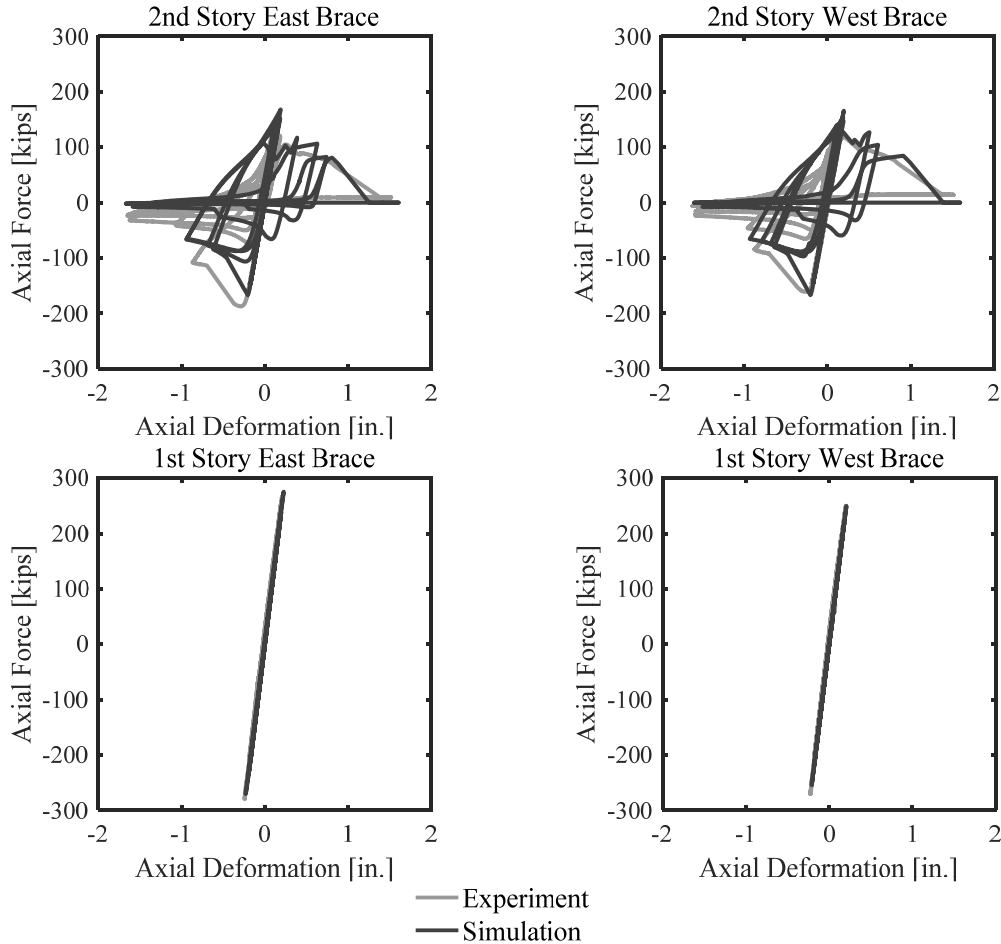 2nd Story East Brace
300
200
100
0
-100
-200
-300
Axial Force [kips]
-2 -1 0 1 2
Axial Deformation [in.]
2nd Story West Brace
300
200
100
0
-100
-200
-300
Axial Force [kips]
-2 -1 0 1 2
Axial Deformation [in.]
1st Story East Brace
300
200
100
0
-100
-200
-300
Axial Force [kips]
-2 -1 0 1 2
Axial Deformation [in.]
1st Story West Brace
300
200
100
0
-100
-200
-300
Axial Force [kips]
-2 -1 0 1 2
Axial Deformation [in.]
Experiment
Simulation